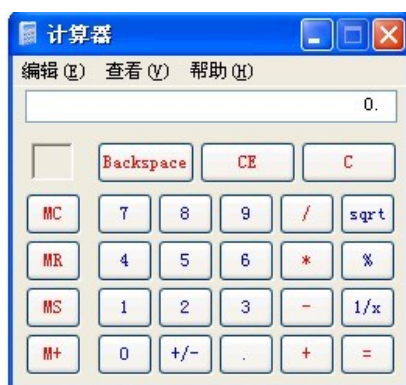 计算器
编辑(E) 查看(V) 帮助(H)
0.
Backspace CE C
MC 7 8 9 / sqrt
MR 4 5 6 * %
MS 1 2 3 - 1/x
M+ 0 +/- . + =